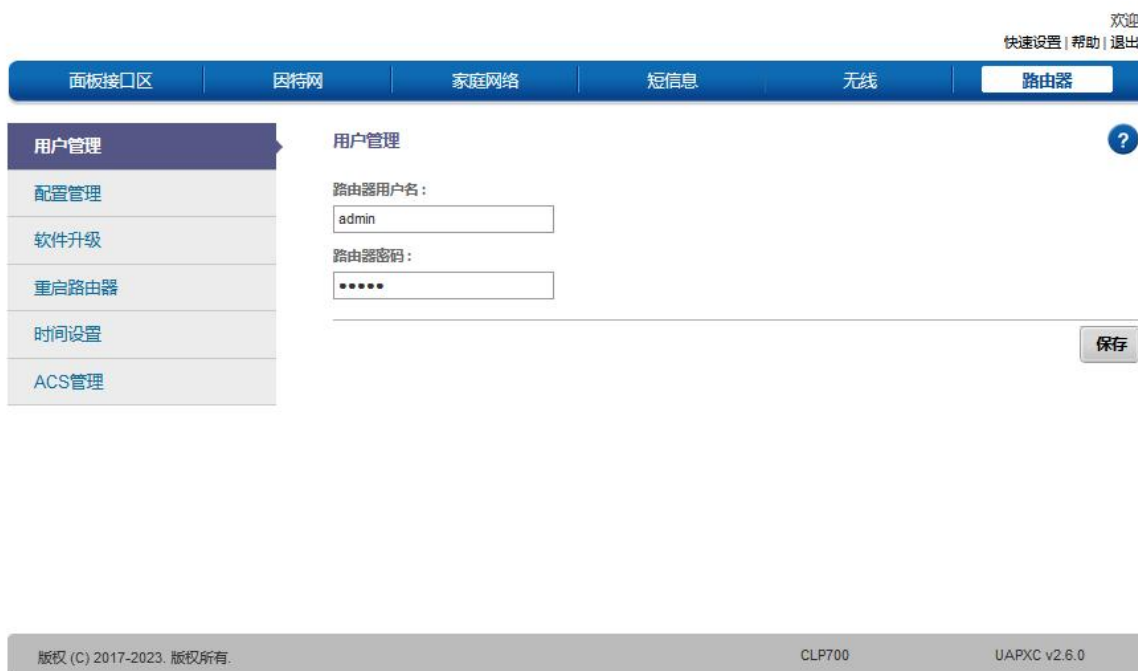 欢迎
快速设置 | 帮助 | 退出
面板接口区 因特网 家庭网络 短信息 无线 路由器
用户管理
配置管理
软件升级
重启路由器
时间设置
ACS管理
用户管理
?
路由器用户名：
admin
路由器密码：
•••••
保存
版权 (C) 2017-2023. 版权所有. CLP700 UAPXC v2.6.0